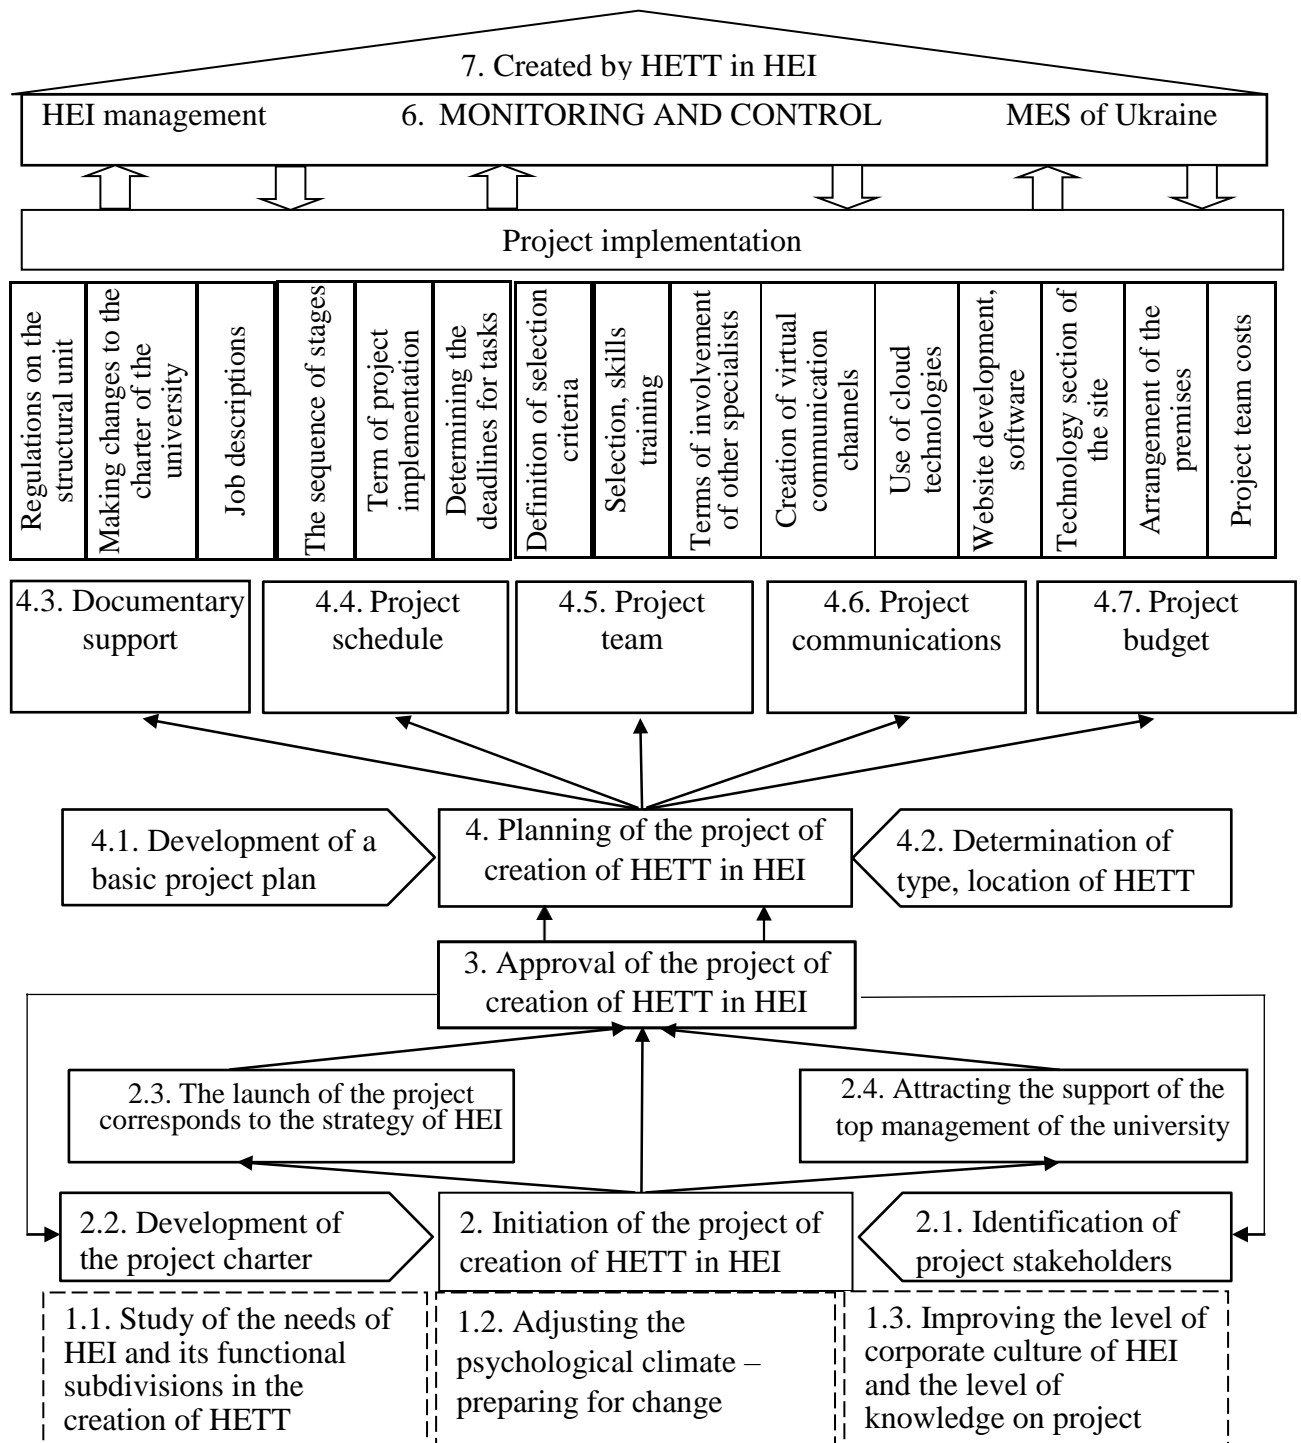 7. Created by HETT in HEI
HEI management
6. MONITORING AND CONTROL
MES of Ukraine
Project implementation
Regulations on the
structural unit
Making changes to the
charter of the
university
Job descriptions
The sequence of stages
Term of project
implementation
Determining the
deadlines for tasks
Definition of selection
criteria
Selection, skills
training
Terms of involvement
of other specialists
Creation of virtual
communication
channels
Use of cloud
technologies
Website development,
software
Technology section of
the site
Arrangement of the
premises
Project team costs
4.3. Documentary
support
4.4. Project
schedule
4.5. Project
team
4.6. Project
communications
4.7. Project
budget
4.1. Development of a
basic project plan
4. Planning of the project of
creation of HETT in HEI
4.2. Determination of
type, location of HETT
3. Approval of the project of
creation of HETT in HEI
2.3. The launch of the project
corresponds to the strategy of HEI
2.4. Attracting the support of the
top management of the university
2.2. Development of
the project charter
2. Initiation of the project of
creation of HETT in HEI
2.1. Identification of
project stakeholders
1.1. Study of the needs of
HEI and its functional
subdivisions in the
creation of HETT
1.2. Adjusting the
psychological climate –
preparing for change
1.3. Improving the level of
corporate culture of HEI
and the level of
knowledge on project